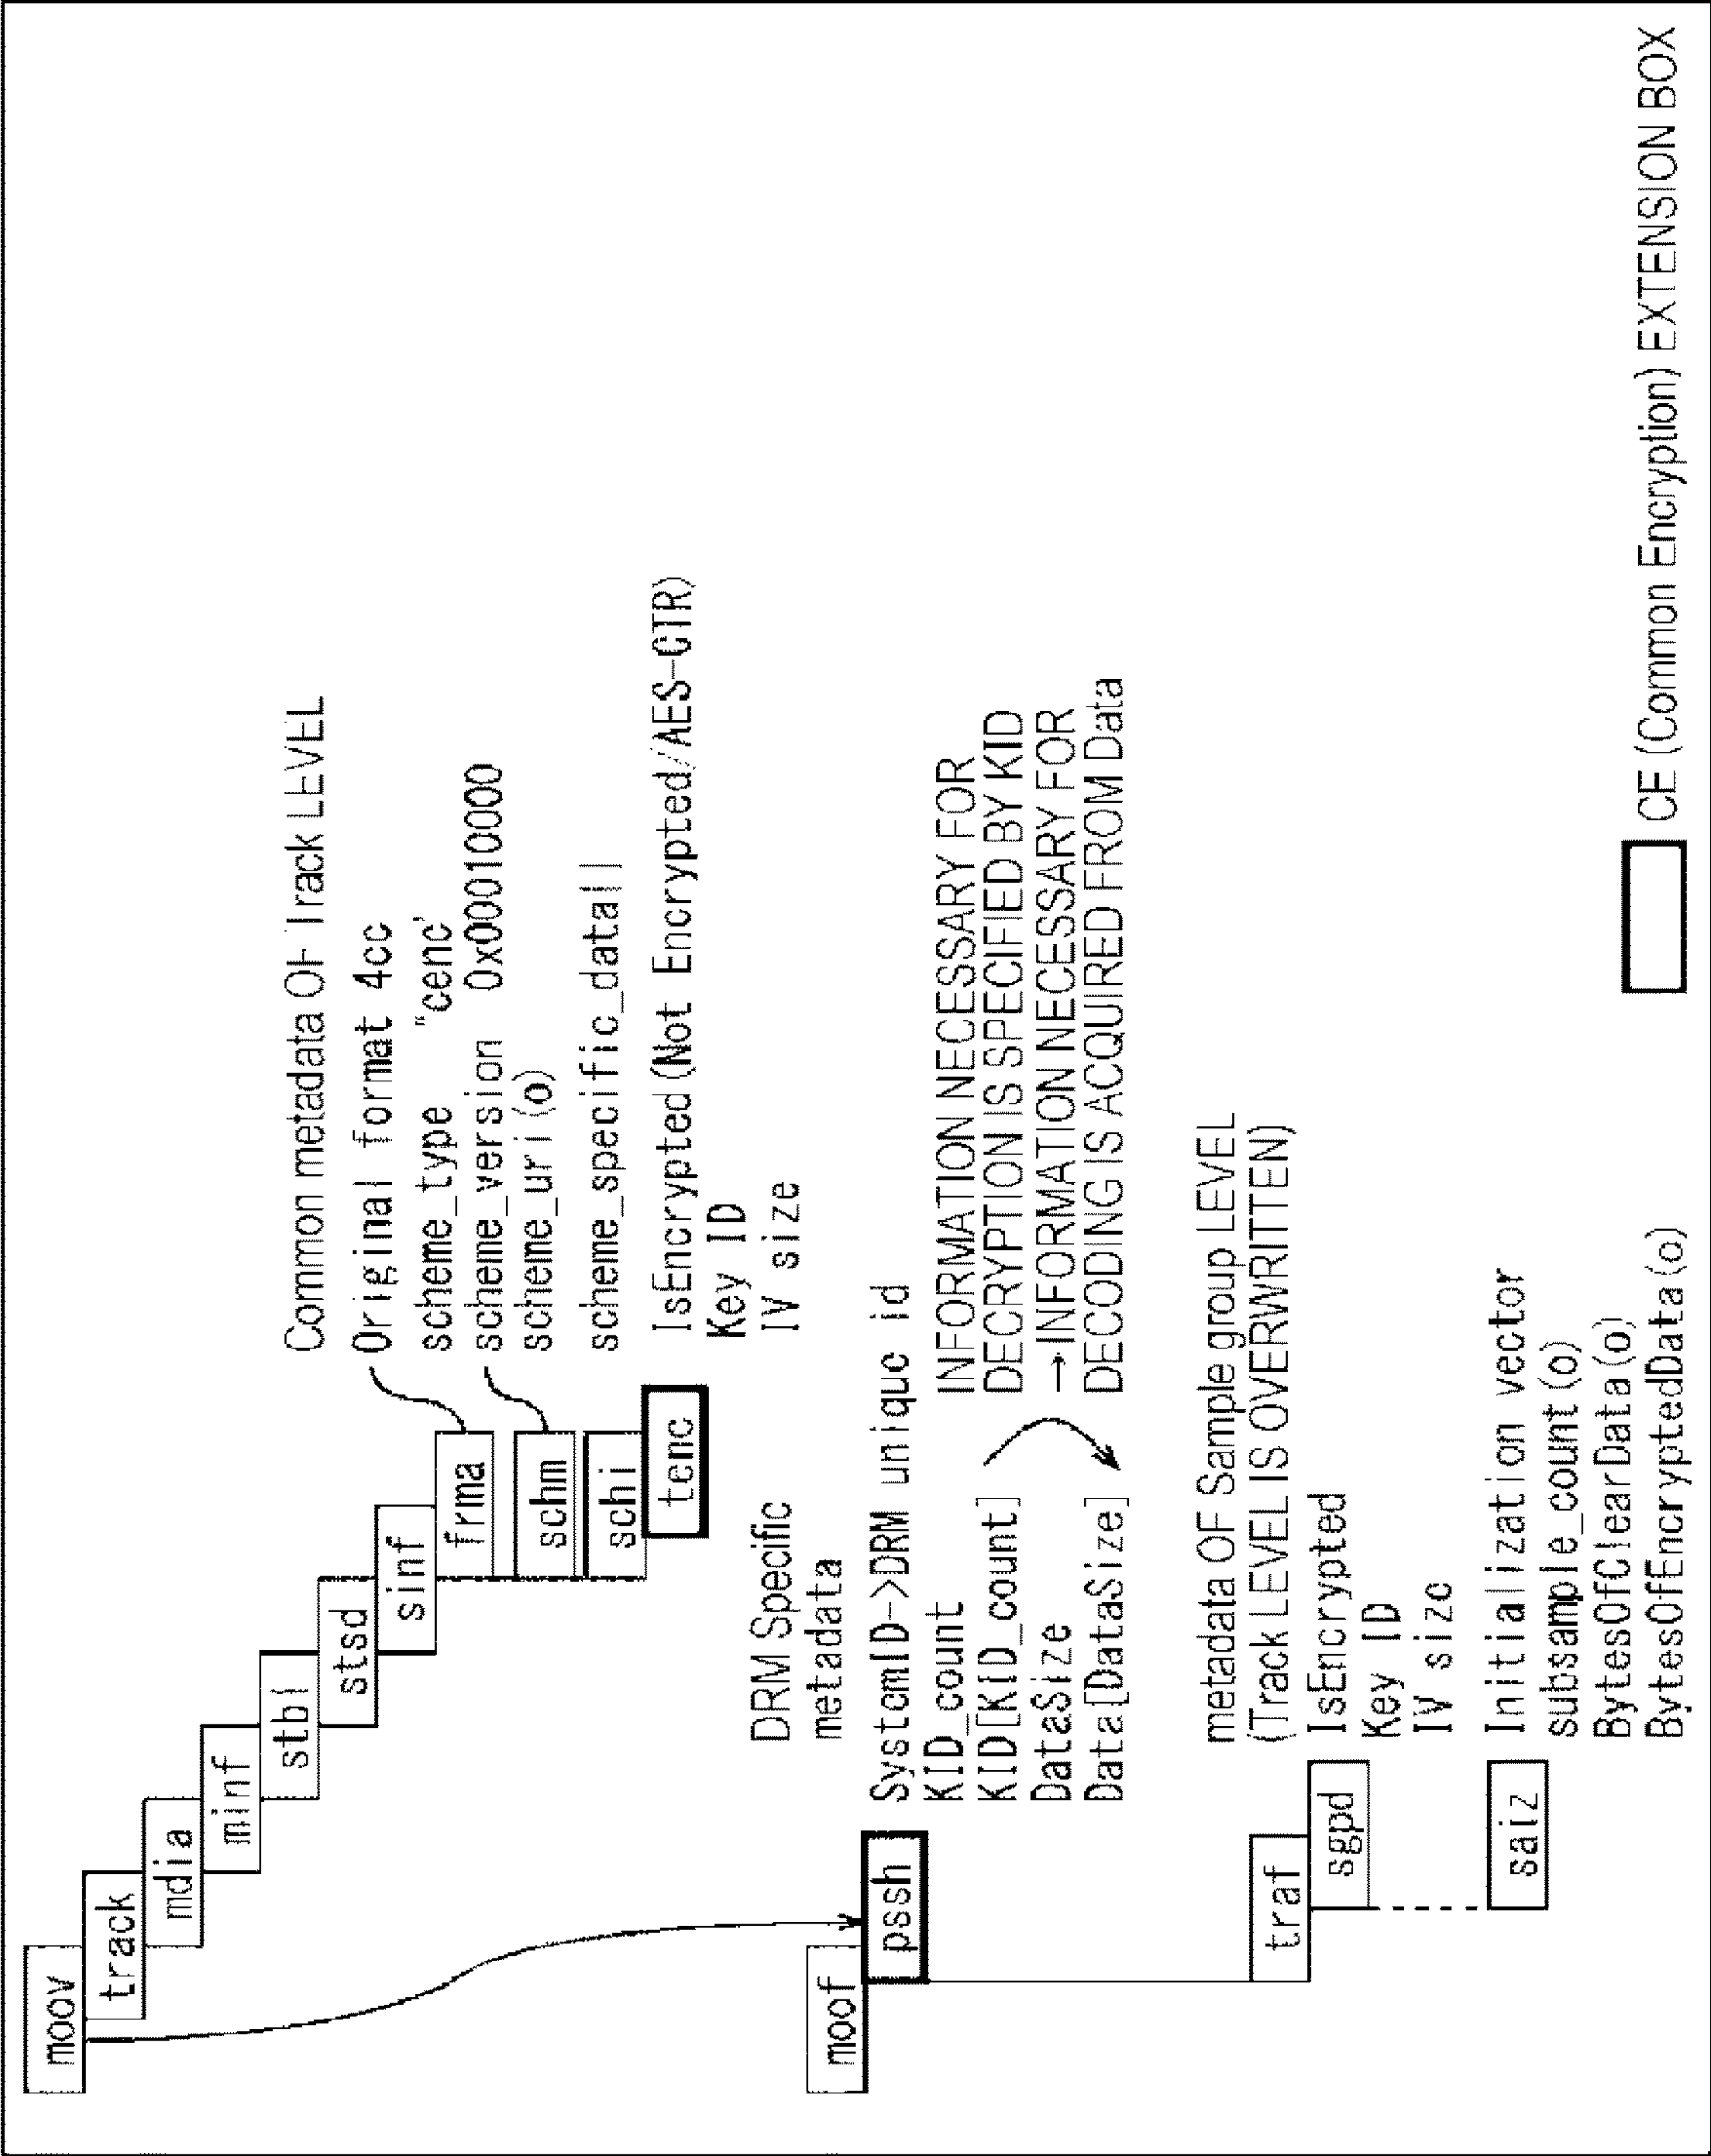 moov
track
mdia
minf
stbl
stsd
sinf
frma
schm
schi
tenc
Common metadata OF Track LEVEL
Original format 4cc
scheme_type "cenc'
scheme_version 0x00010000
scheme_uri(o)
scheme_specific_data[]
IsEncrypted(Not Encrypted/AES-CTR)
Key ID
IV size
DRM Specific
metadata
moof
pssh
SystemID->DRM unique id
KID_count
KID[KID_count]
DataSize
Data[DataSize]
INFORMATION NECESSARY FOR
DECRYPTION IS SPECIFIED BY KID
→INFORMATION NECESSARY FOR
DECODING IS ACQUIRED FROM Data
metadata OF Sample group LEVEL
(Track LEVEL IS OVERWRITTEN)
traf
sgpd
IsEncrypted
Key ID
IV size
saiz
Initialization vector
subsample_count(o)
BytesOfClearData(o)
BytesOfEncryptedData(o)
CE (Common Encryption) EXTENSION BOX